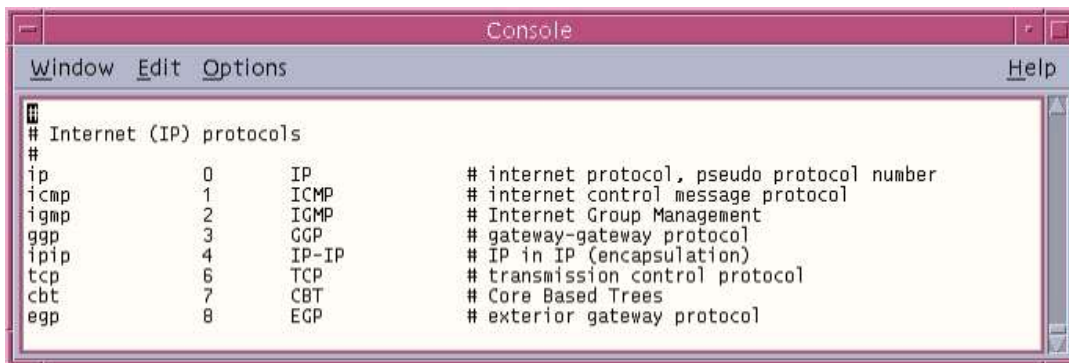 Console
Window Edit Options Help
#
# Internet (IP) protocols
#
ip 0 IP # internet protocol, pseudo protocol number
icmp 1 ICMP # internet control message protocol
igmp 2 IGMP # Internet Group Management
ggp 3 GGP # gateway-gateway protocol
ipip 4 IP-IP # IP in IP (encapsulation)
tcp 6 TCP # transmission control protocol
cbt 7 CBT # Core Based Trees
egp 8 EGP # exterior gateway protocol